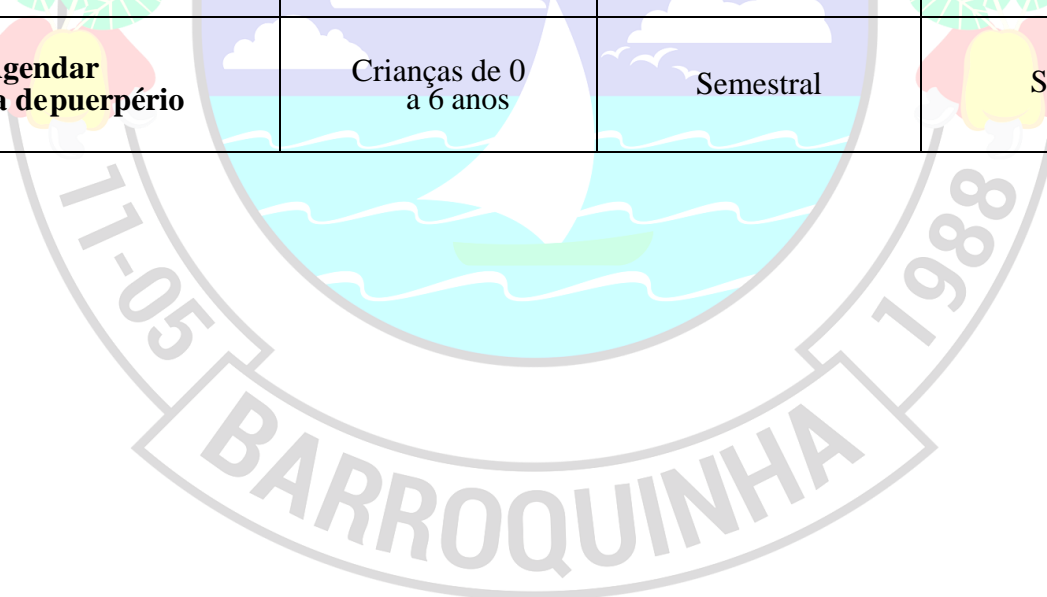 gendar
a depuerpério
Crianças de 0
a 6 anos
Semestral
S
11-05
BARROQUINHA
1988